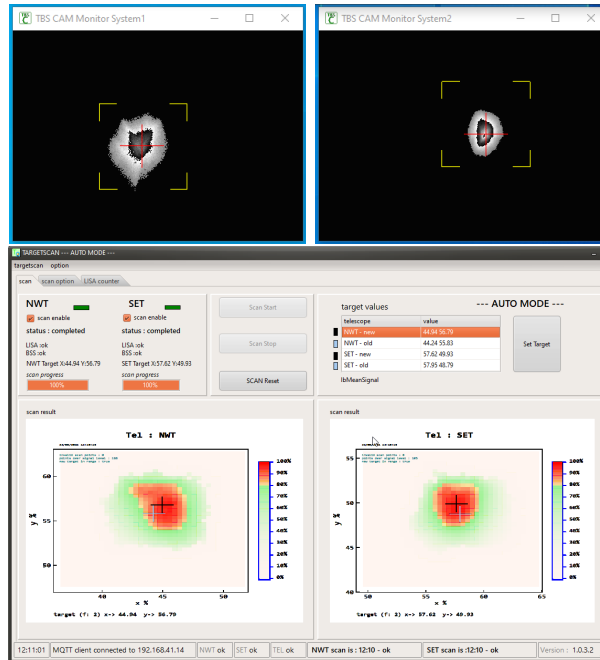 TBS CAM Monitor System1
TBS CAM Monitor System2
TARGETSCAN --- AUTO MODE ---
targetscan option
scan scan option LISA counter
NWT
scan enable
status : completed
LISA :ok
BSS :ok
NWT Target X:44.94 Y:56.79
scan progress
100%
SET
scan enable
status : completed
LISA :ok
BSS :ok
SET Target X:57.62 Y:49.93
scan progress
100%
Scan Start
Scan Stop
SCAN Reset
target values
--- AUTO MODE ---
telescope value
NWT - new 44.94 56.79
NWT - old 44.24 55.83
SET - new 57.62 49.93
SET - old 57.95 48.79
lbMeanSignal
Set Target
scan result
Tel : NWT
100%
90%
80%
70%
60%
50%
40%
30%
20%
10%
0%
60
55
50
y %
40 45 50
x %
target (f: 2) x-> 44.94 y-> 56.79
scan result
Tel : SET
100%
90%
80%
70%
60%
50%
40%
30%
20%
10%
0%
55
50
45
40
y %
50 55 60 65
x %
target (f: 2) x-> 57.62 y-> 49.93
12:11:01 MQTT client connected to 192.168.41.14 NWT ok SET ok TEL ok NWT scan is : 12:10 - ok SET scan is :12:10 - ok Version : 1.0.3.2